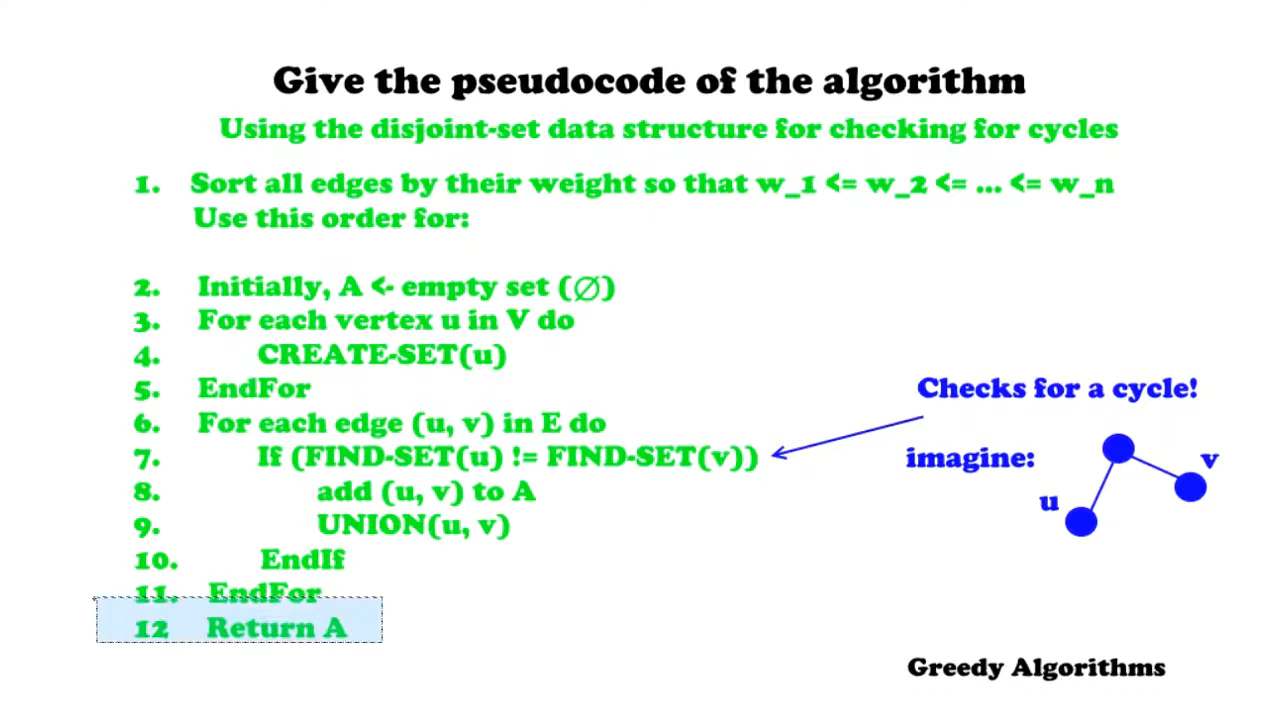 Give the pseudocode of the algorithm
Using the disjoint-set data structure for checking for cycles
1. Sort all edges by their weight so that w_1 <= w_2 <= ... <= w_n
Use this order for:
2. Initially, A <- empty set (∅)
3. For each vertex u in V do
4. CREATE-SET(u)
5. EndFor
6. For each edge (u, v) in E do
7. If (FIND-SET(u) != FIND-SET(v))
8. add (u, v) to A
9. UNION(u, v)
10. EndIf
11. EndFor
12 Return A
Checks for a cycle!
imagine:
v
u
Greedy Algorithms